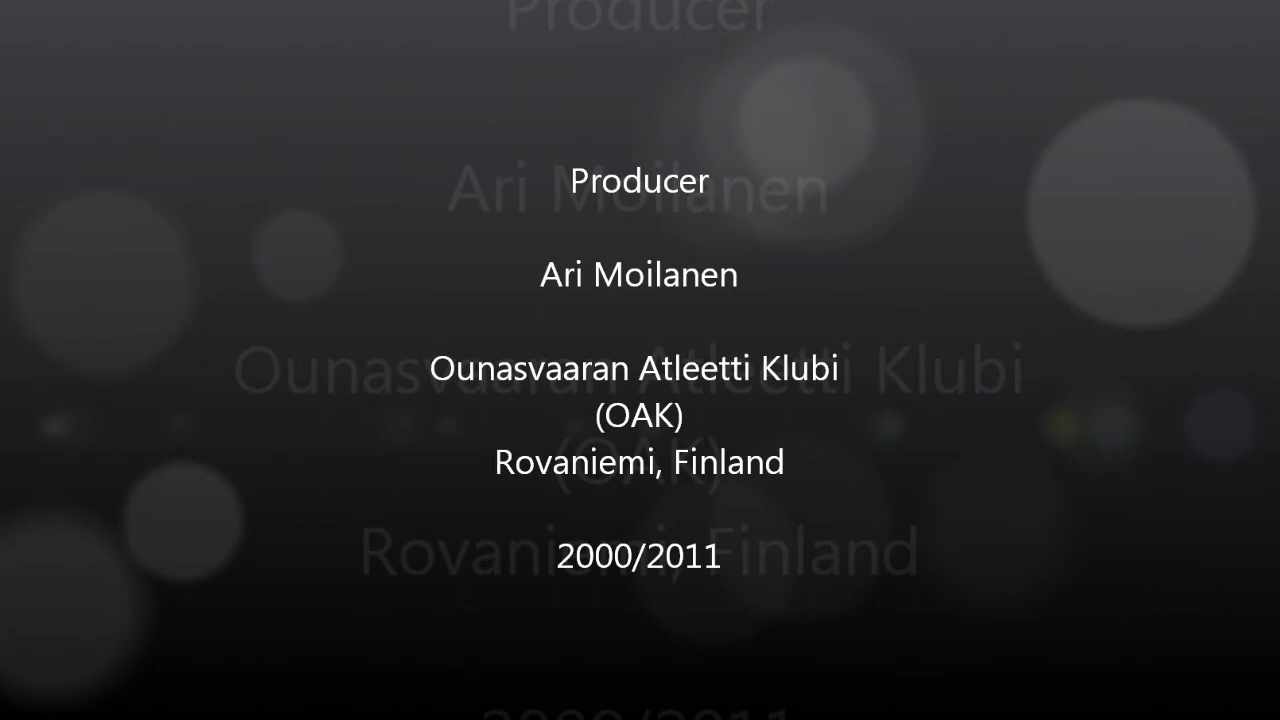 Producer
Ari Moilanen
Ounasvaaran Atleetti Klubi
(OAK)
Rovaniemi, Finland
2000/2011